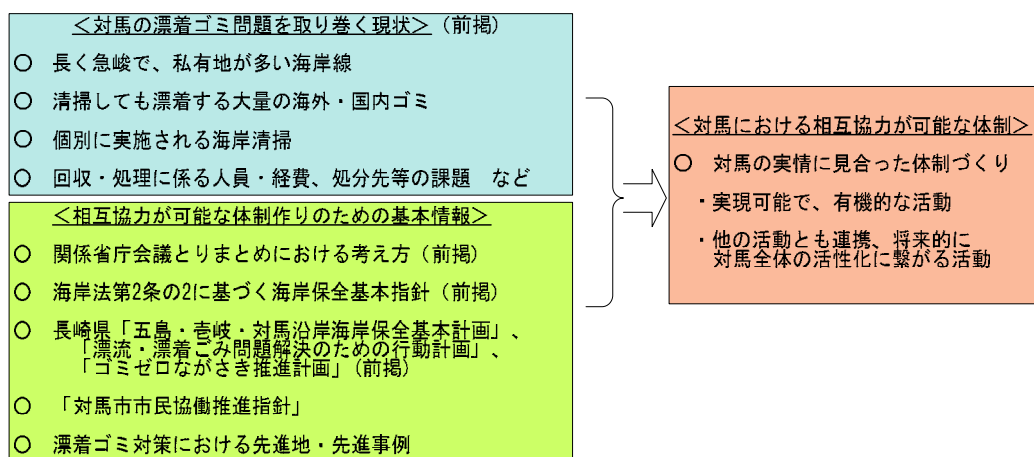 <対馬の漂着ゴミ問題を取り巻く現状>(前掲)
○ 長く急峻で、私有地が多い海岸線
○ 清掃しても漂着する大量の海外・国内ゴミ
○ 個別に実施される海岸清掃
○ 回収・処理に係る人員・経費、処分先等の課題 など
<相互協力が可能な体制作りのための基本情報>
○ 関係省庁会議とりまとめにおける考え方(前掲)
○ 海岸法第2条の2に基づく海岸保全基本指針(前掲)
○ 長崎県「五島・壱岐・対馬沿岸海岸保全基本計画」、
「漂流・漂着ごみ問題解決のための行動計画」、
「ゴミゼロながさき推進計画」(前掲)
○ 「対馬市市民協働推進指針」
○ 漂着ゴミ対策における先進地・先進事例
<対馬における相互協力が可能な体制>
○ 対馬の実情に見合った体制づくり
・実現可能で、有機的な活動
・他の活動とも連携、将来的に
対馬全体の活性化に繋がる活動